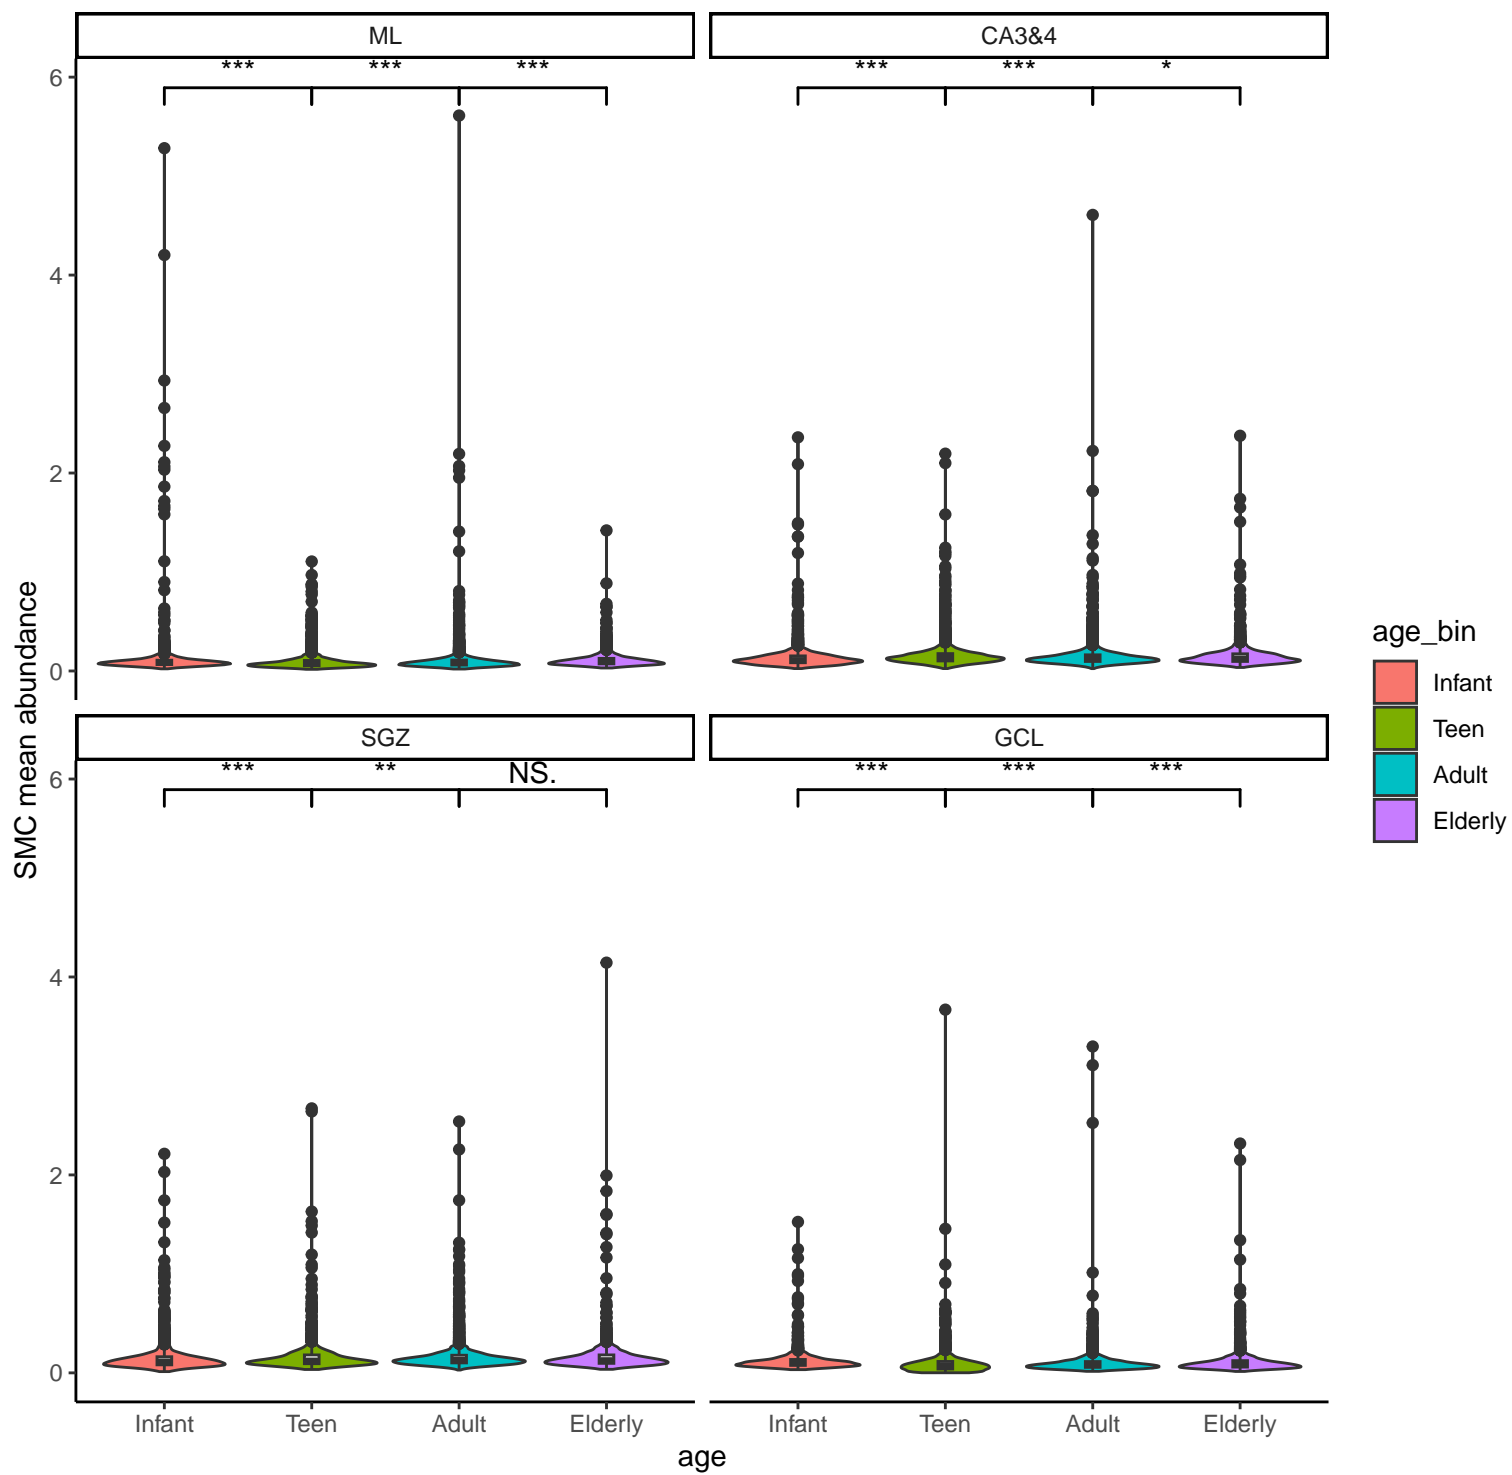 ML
CA3&4
*** *** ***
*** *** *
6
4
2
0
SGZ
GCL
*** ** NS.
*** *** ***
6
4
2
0
SMC mean abundance
Infant Teen Adult Elderly
Infant Teen Adult Elderly
age
age_bin
Infant
Teen
Adult
Elderly